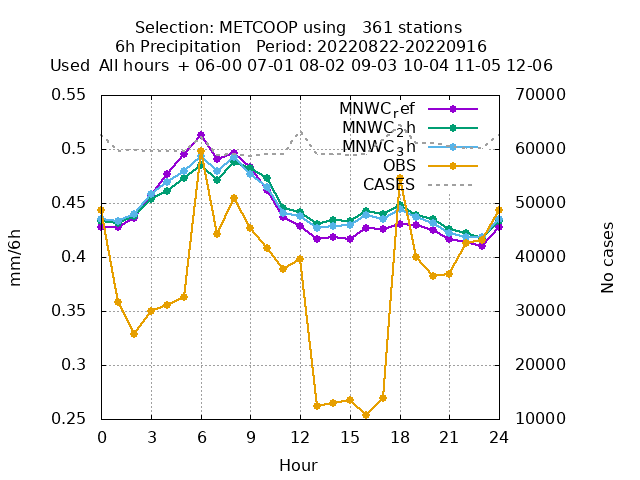 Selection: METCOOP using   361 stations
6h Precipitation   Period: 20220822-20220916
Used  All hours  + 06-00 07-01 08-02 09-03 10-04 11-05 12-06
0.55
0.5
0.45
0.4
0.35
0.3
0.25
mm/6h
70000
60000
50000
40000
30000
20000
10000
No cases
MNWCref
MNWC2h
MNWC3h
OBS
CASES
0 3 6 9 12 15 18 21 24
Hour